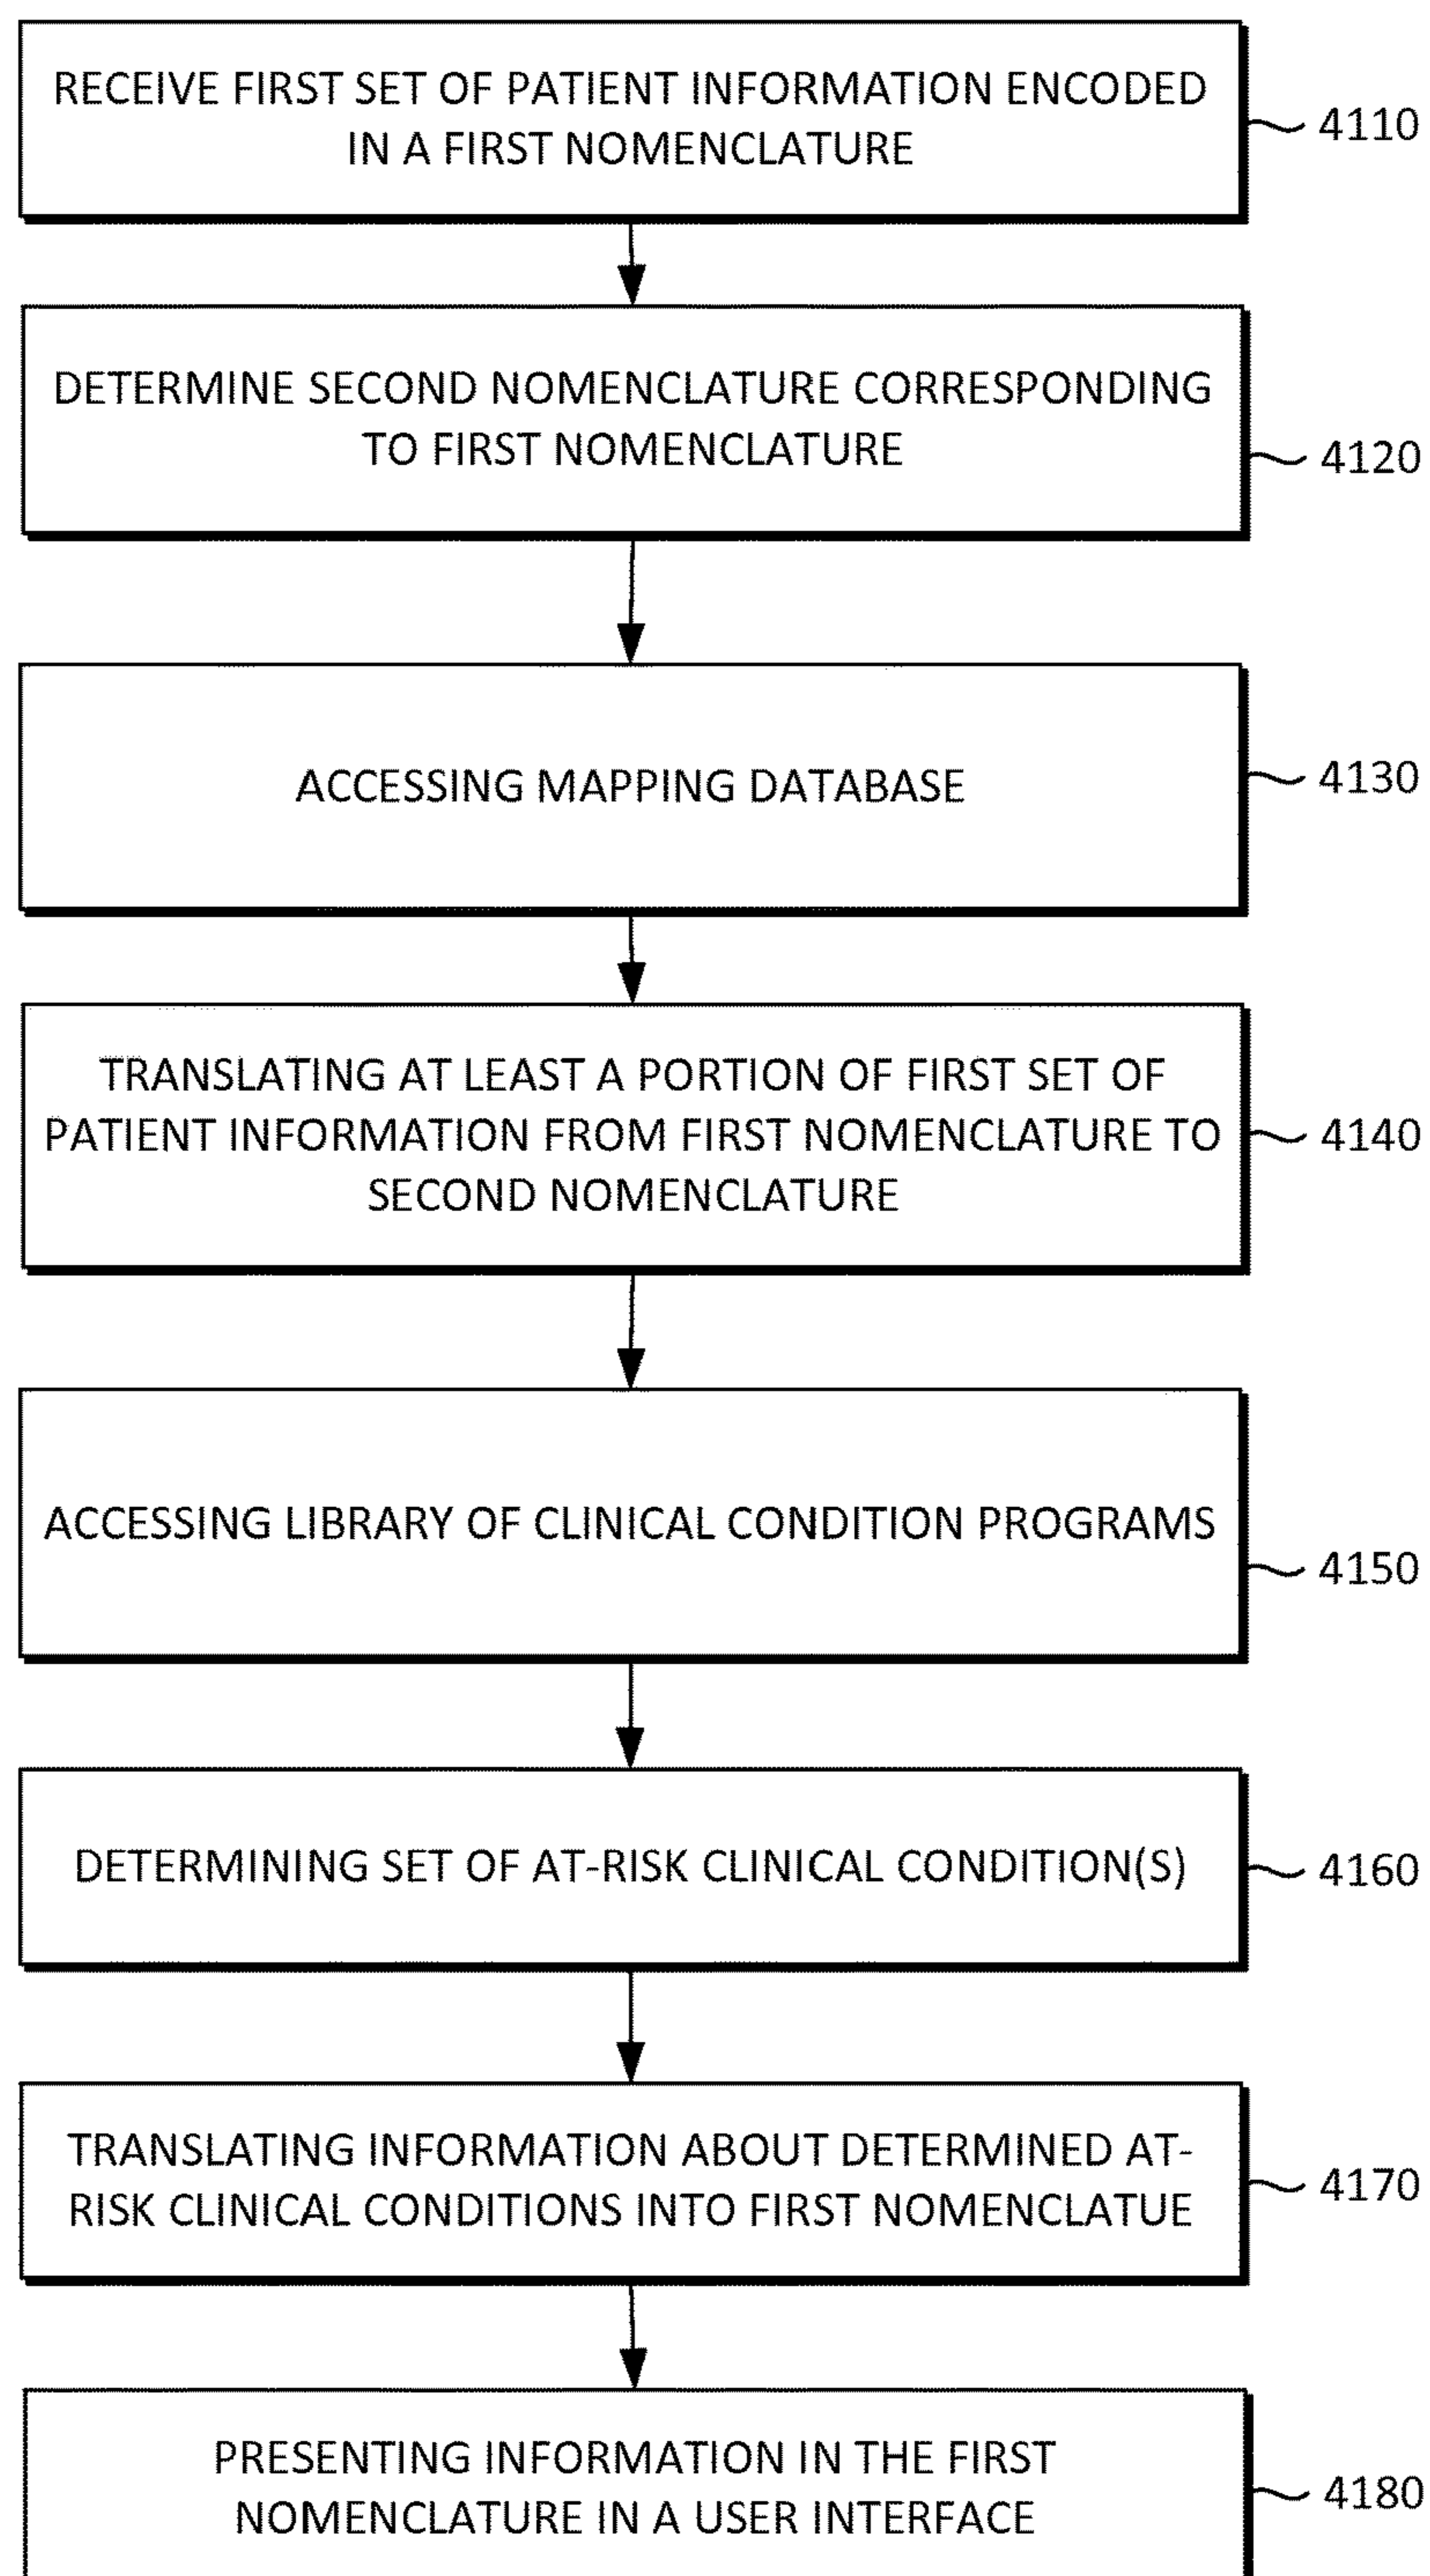 RECEIVE FIRST SET OF PATIENT INFORMATION ENCODED
IN A FIRST NOMENCLATURE
4110
DETERMINE SECOND NOMENCLATURE CORRESPONDING
TO FIRST NOMENCLATURE
4120
ACCESSING MAPPING DATABASE
4130
TRANSLATING AT LEAST A PORTION OF FIRST SET OF
PATIENT INFORMATION FROM FIRST NOMENCLATURE TO
SECOND NOMENCLATURE
4140
ACCESSING LIBRARY OF CLINICAL CONDITION PROGRAMS
4150
DETERMINING SET OF AT-RISK CLINICAL CONDITION(S)
4160
TRANSLATING INFORMATION ABOUT DETERMINED AT-
RISK CLINICAL CONDITIONS INTO FIRST NOMENCLATUE
4170
PRESENTING INFORMATION IN THE FIRST
NOMENCLATURE IN A USER INTERFACE
4180